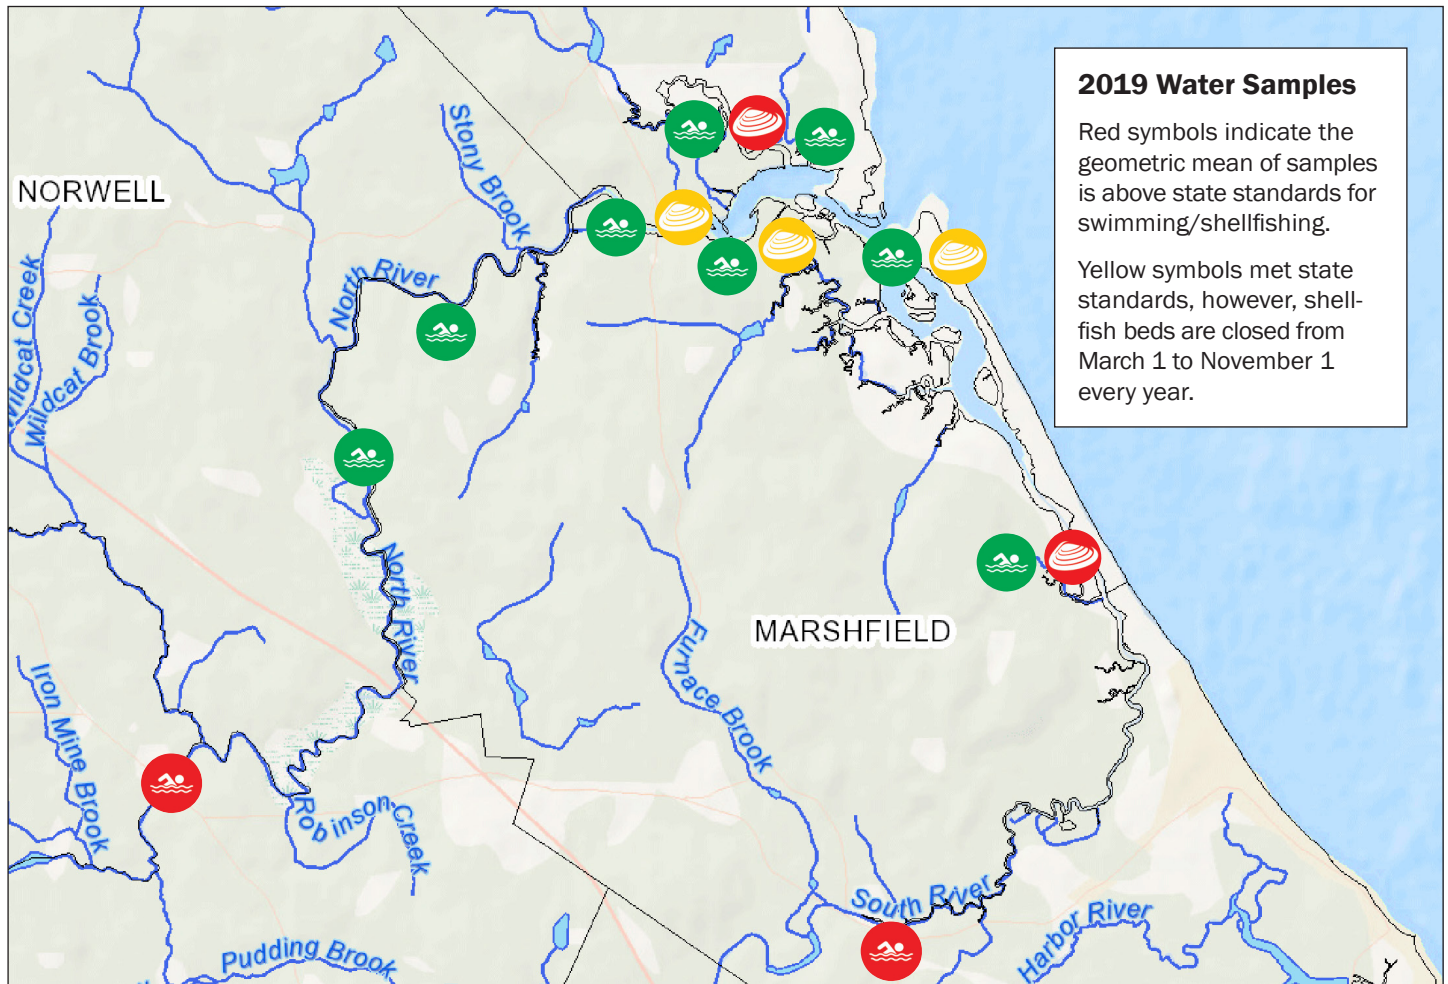 2019 Water Samples
Red symbols indicate the
geometric mean of samples
is above state standards for
swimming/shellfishing.
Yellow symbols met state
standards, however, shell-
fish beds are closed from
March 1 to November 1
every year.
NORWELL
Stony Brook
North River
Wildcat Creek
Wildcat Brook
North River
MARSHFIELD
Furnace Brook
Iron Mine Brook
Robinson Creek
South River
Harbor River
Pudding Brook